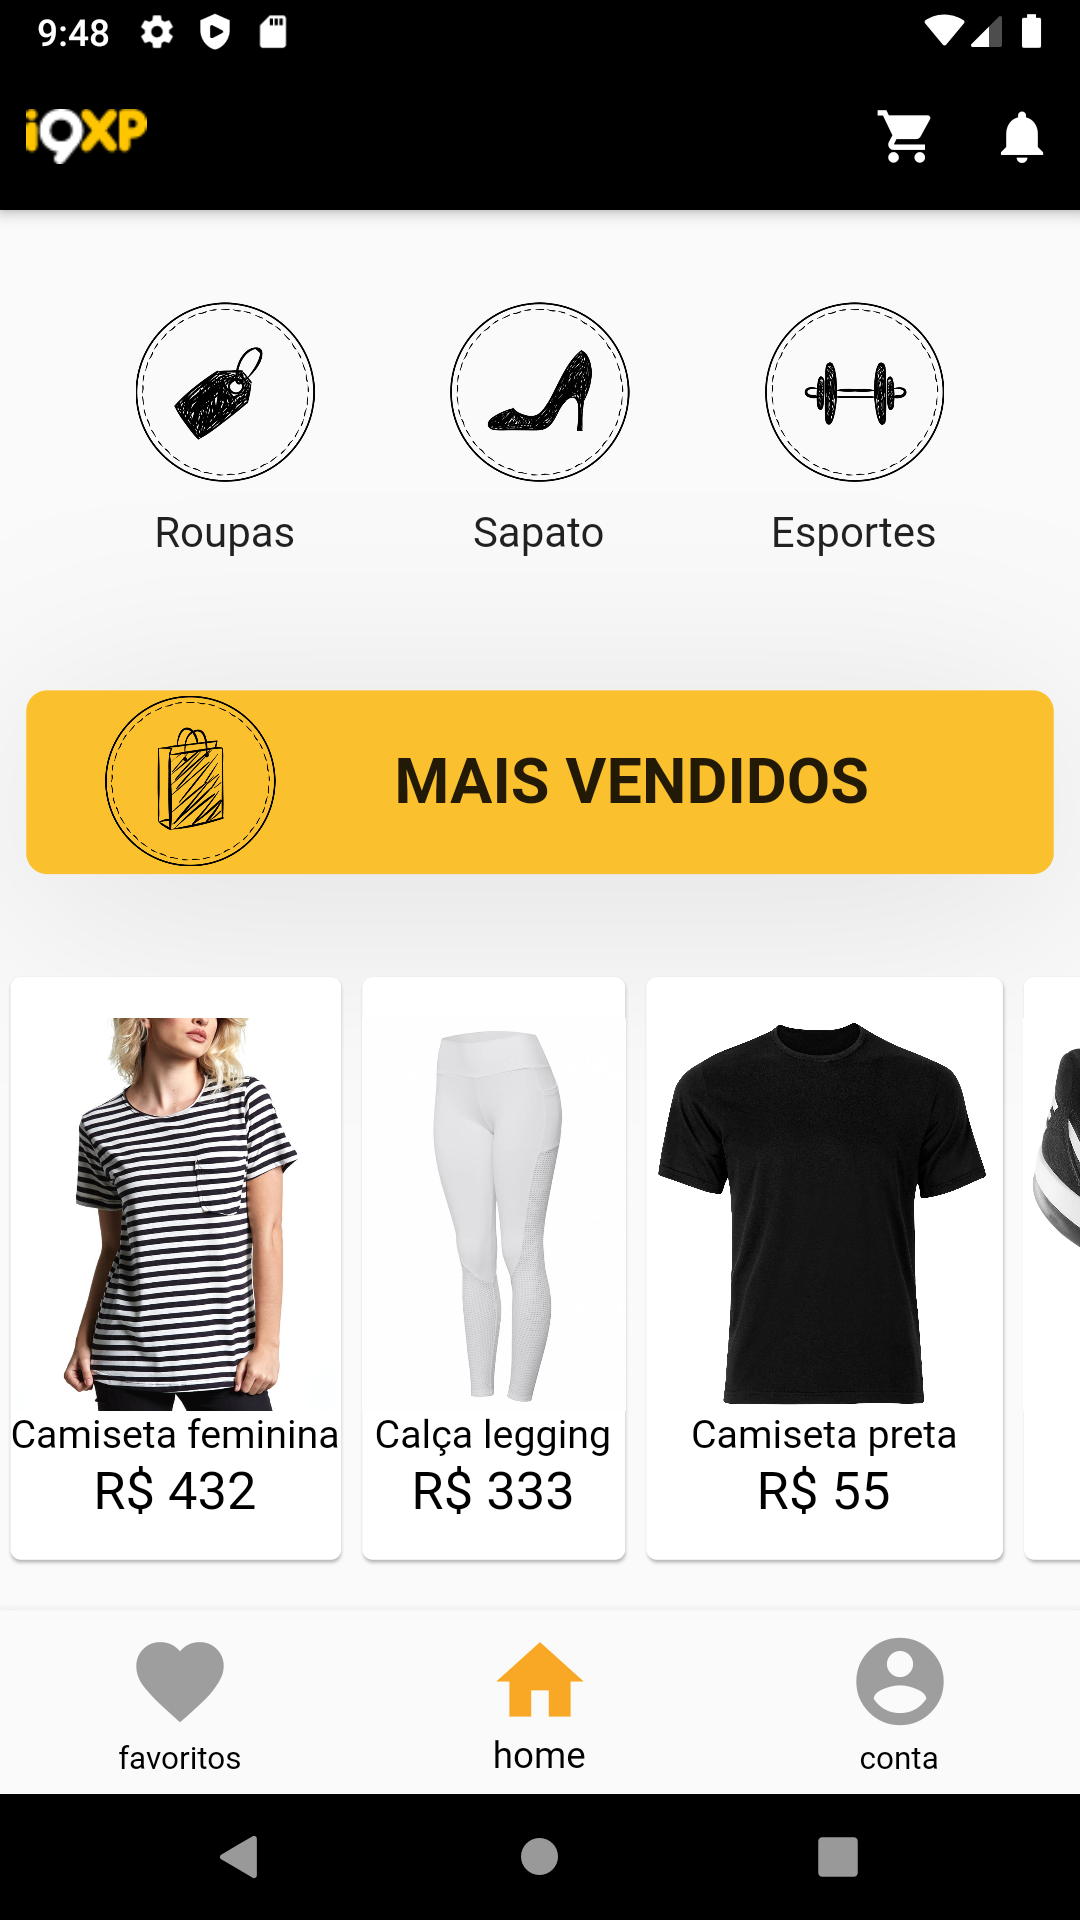 9:48
i9XP
Roupas
Sapato
Esportes
MAIS VENDIDOS
Camiseta feminina
R$ 432
Calça legging
R$ 333
Camiseta preta
R$ 55
favoritos
home
conta